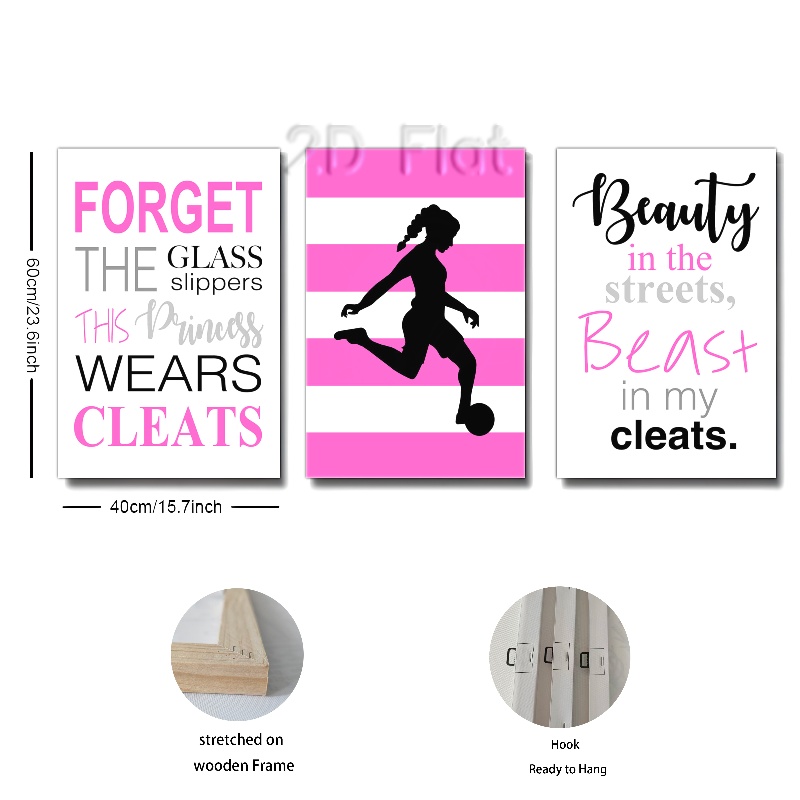 2D Flat
FORGET
THE GLASS
slippers
THIS Princess
WEARS
CLEATS
Beauty
in the
streets,
Beast
in my
cleats.
60cm/23.6inch
40cm/15.7inch
stretched on
wooden Frame
Hook
Ready to Hang